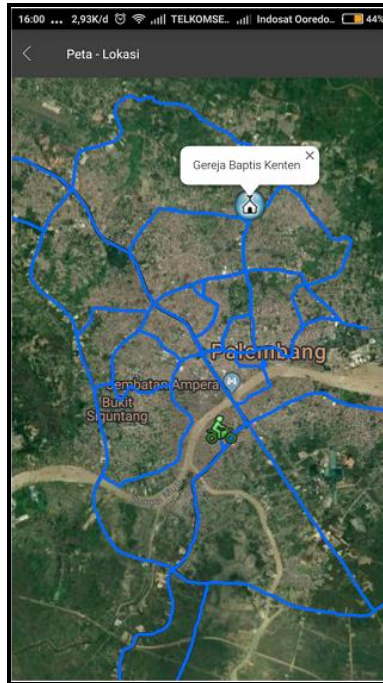 16:00 ... 2,93K/d TELKOMSE.. Indosat Ooredo.. 44%
Peta - Lokasi
Gereja Baptis Kenten
Palembang
Jembatan Ampera
Bukit
Siguntang